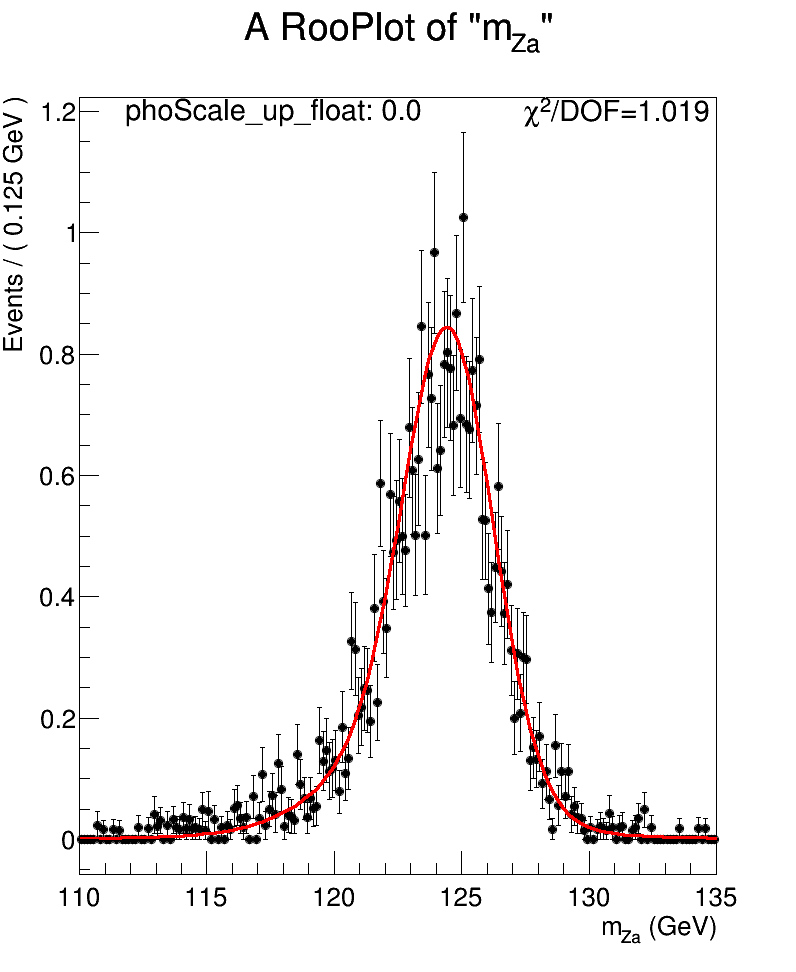 A RooPlot of "m_Za"
phoScale_up_float: 0.0
χ²/DOF=1.019
Events / ( 0.125 GeV )
1.2
1
0.8
0.6
0.4
0.2
0
110 115 120 125 130 135
m_Za (GeV)